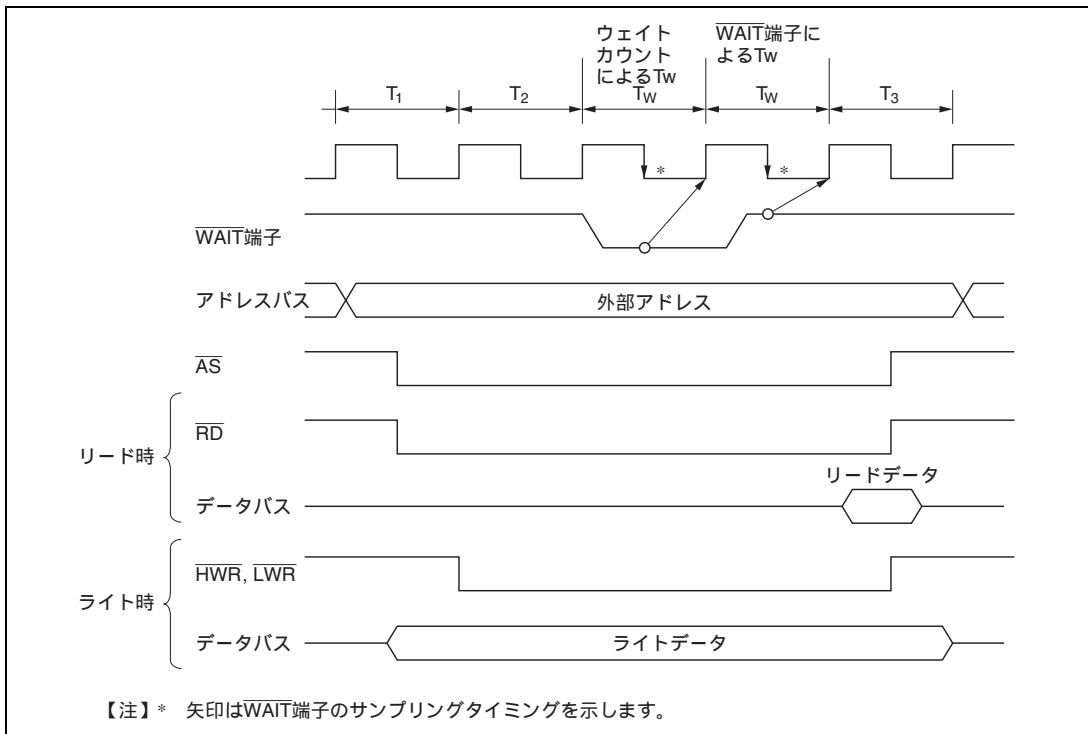 ウェイト
カウント
によるTw
WAIT端子に
よるTw
T1 T2 TW TW T3
* *
WAIT端子
アドレスバス 外部アドレス
AS
リード時
RD
リードデータ
データバス
ライト時
HWR, LWR
データバス ライトデータ
【注】* 矢印はWAIT端子のサンプリングタイミングを示します。